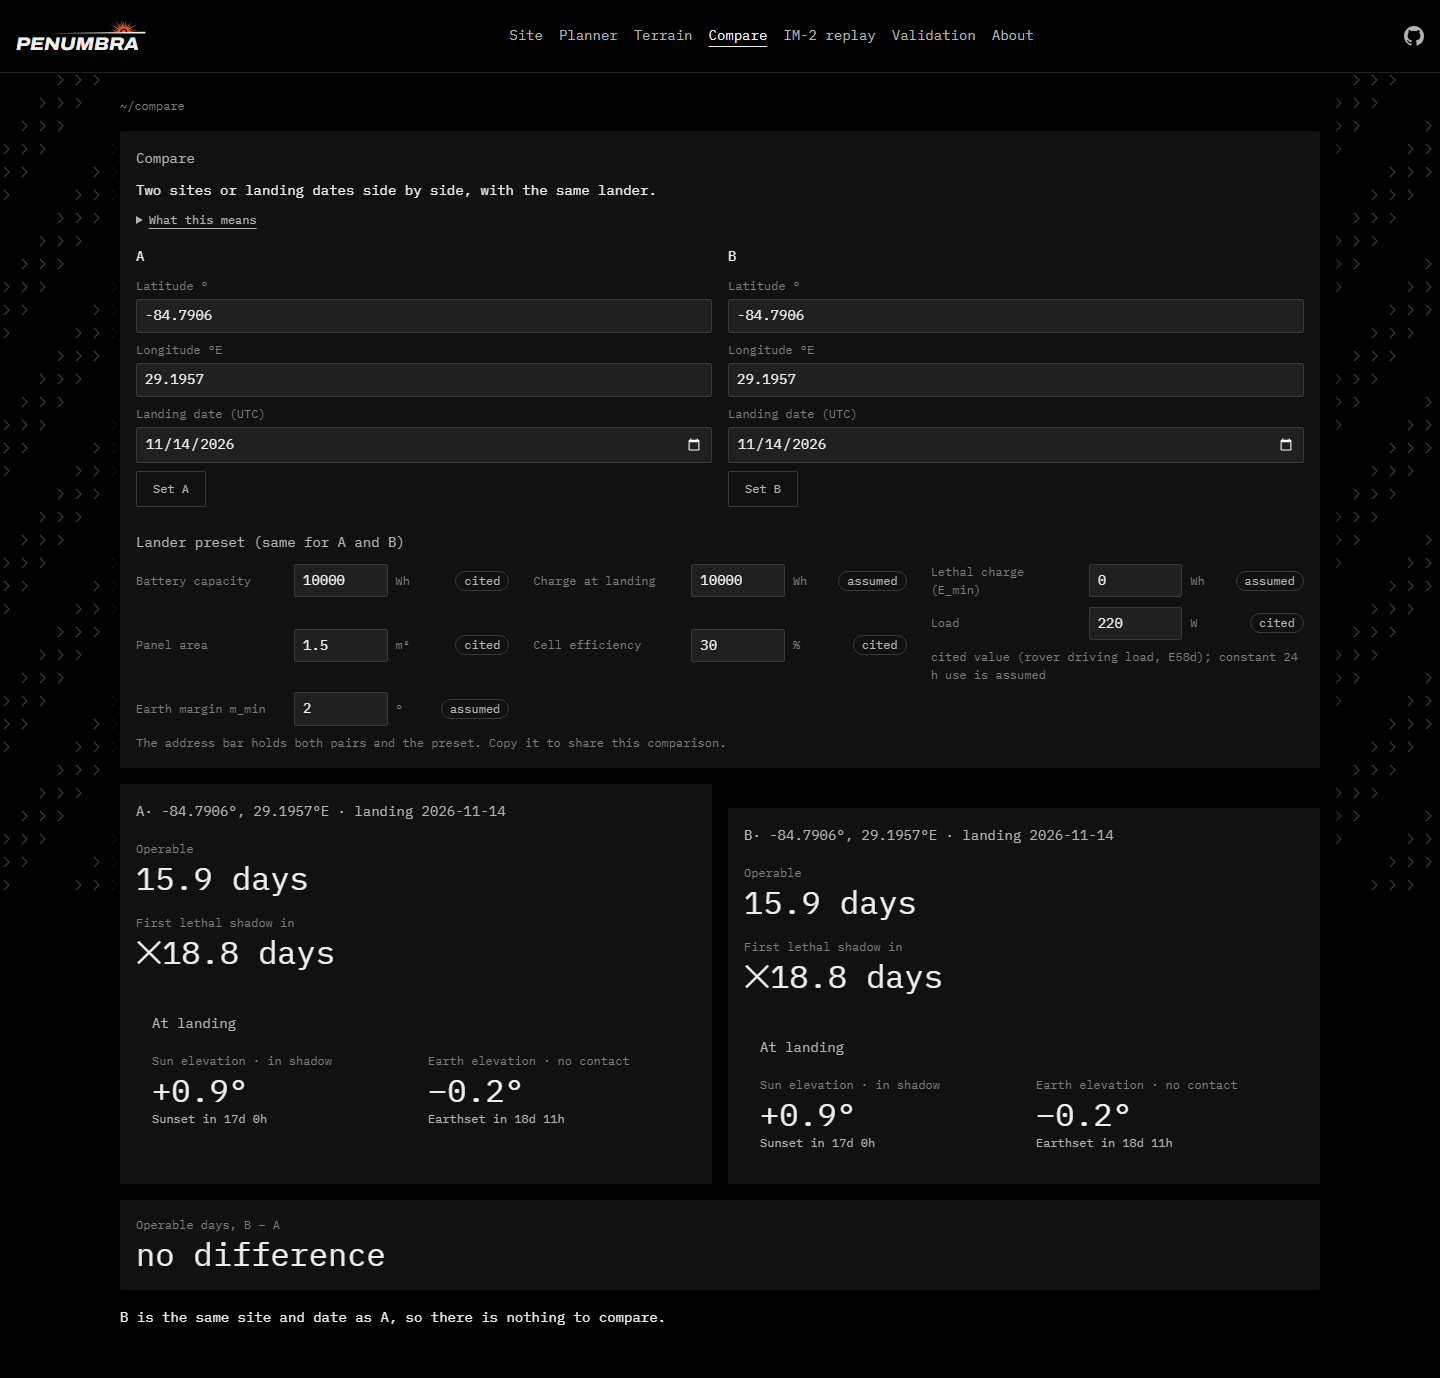 PENUMBRA
Site Planner Terrain Compare IM-2 replay Validation About
~/compare
Compare
Two sites or landing dates side by side, with the same lander.
What this means
A
Latitude °
-84.7906
Longitude °E
29.1957
Landing date (UTC)
11/14/2026
Set A
B
Latitude °
-84.7906
Longitude °E
29.1957
Landing date (UTC)
11/14/2026
Set B
Lander preset (same for A and B)
Battery capacity 10000 Wh cited
Charge at landing 10000 Wh assumed
Lethal charge
(E_min) 0 Wh assumed
Panel area 1.5 m² cited
Cell efficiency 30 % cited
Load 220 W cited
cited value (rover driving load, E58d); constant 24
h use is assumed
Earth margin m_min 2 ° assumed
The address bar holds both pairs and the preset. Copy it to share this comparison.
A· -84.7906°, 29.1957°E · landing 2026-11-14
Operable
15.9 days
First lethal shadow in
✕18.8 days
At landing
Sun elevation · in shadow
+0.9°
Sunset in 17d 0h
Earth elevation · no contact
−0.2°
Earthset in 18d 11h
B· -84.7906°, 29.1957°E · landing 2026-11-14
Operable
15.9 days
First lethal shadow in
✕18.8 days
At landing
Sun elevation · in shadow
+0.9°
Sunset in 17d 0h
Earth elevation · no contact
−0.2°
Earthset in 18d 11h
Operable days, B − A
no difference
B is the same site and date as A, so there is nothing to compare.